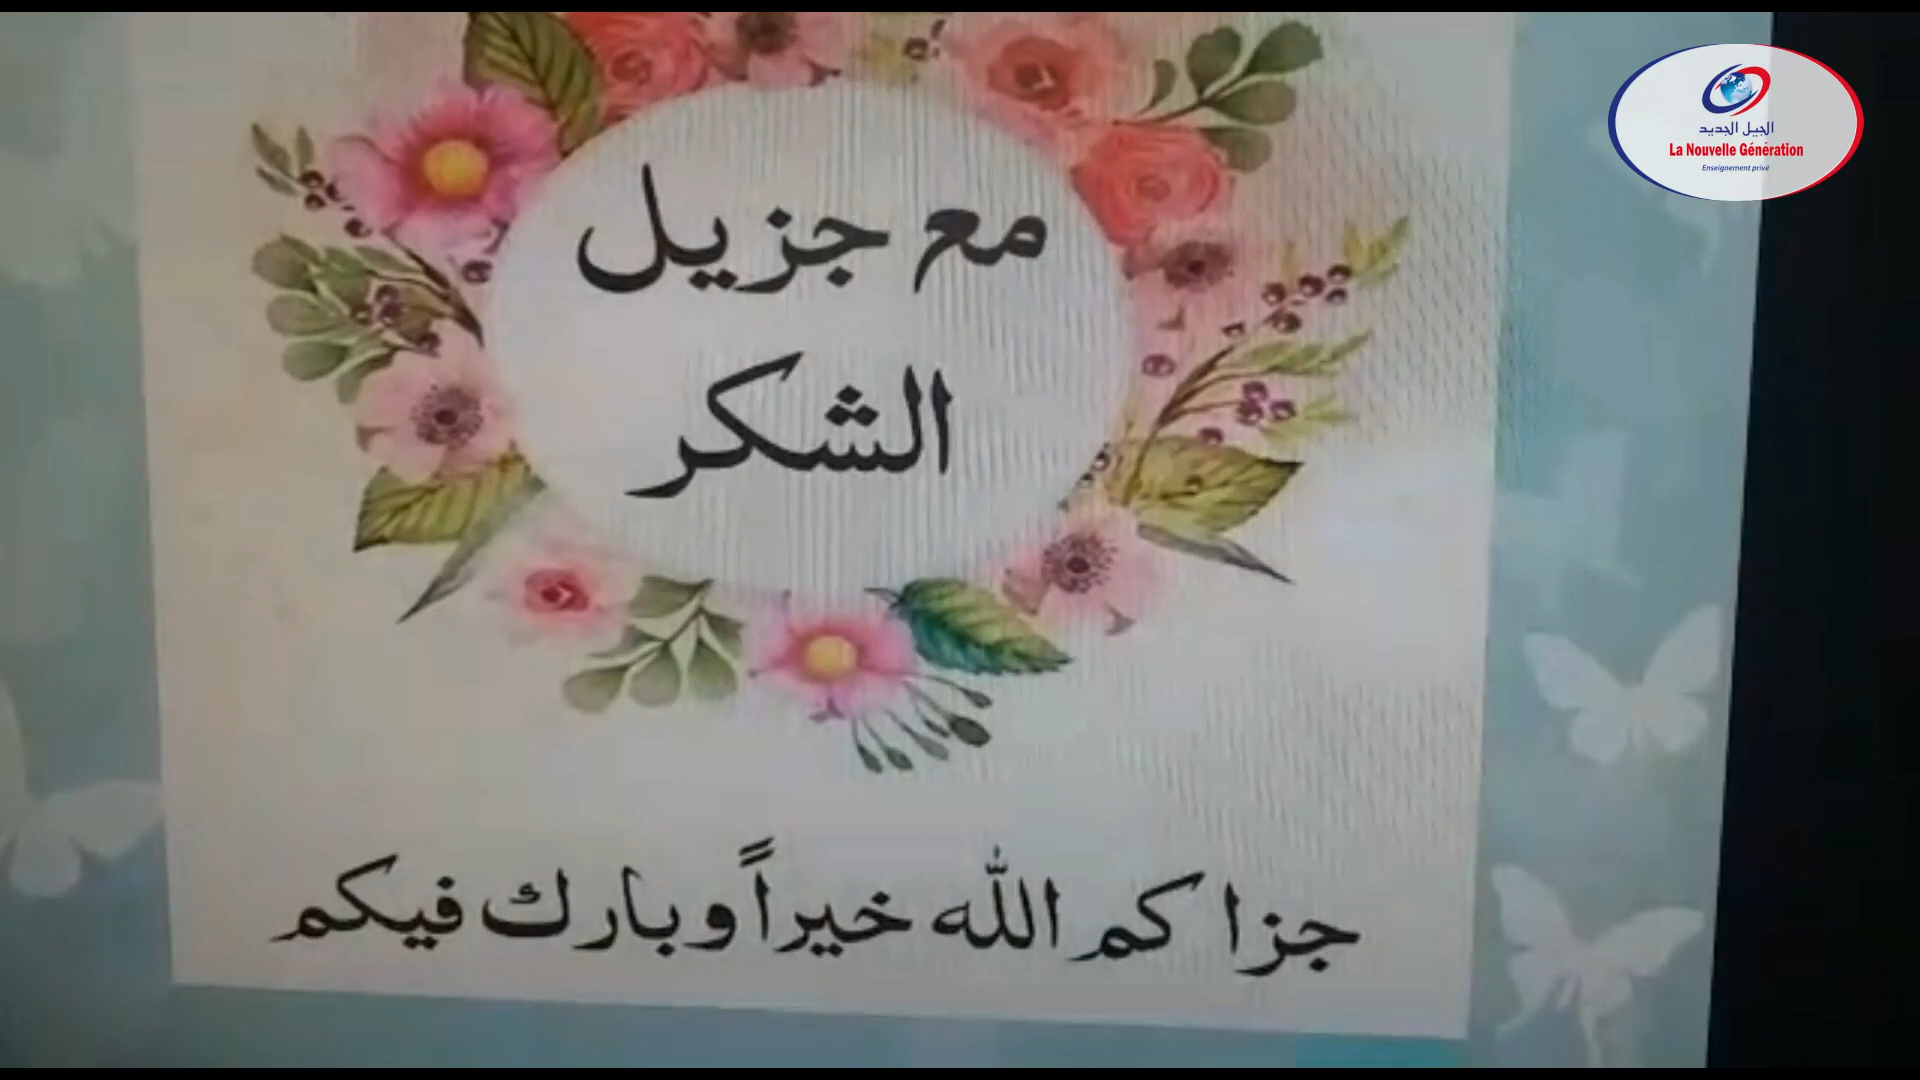 الجيل الجديد
La Nouvelle Génération
Enseignement privé
مع جزيل
الشكر
جزاكم الله خيراً وبارك فيكم